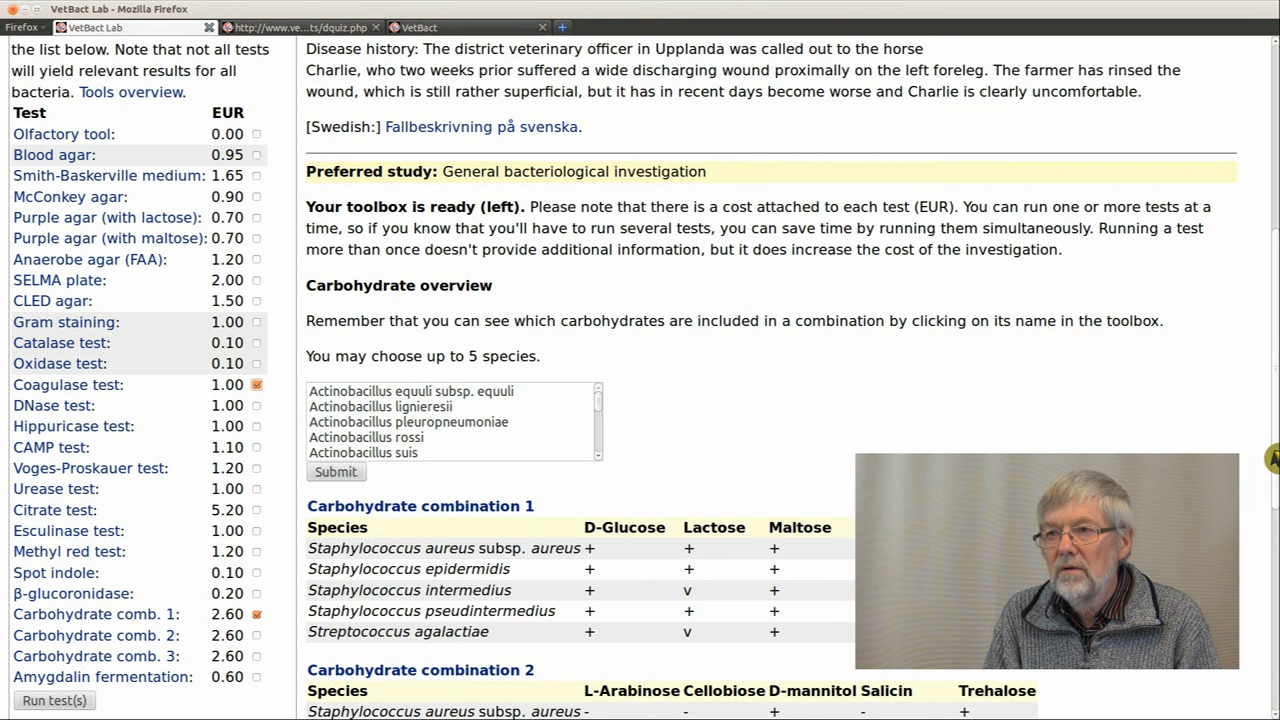 VetBact Lab - Mozilla Firefox
Firefox
VetBact Lab
http://www.ve...ts/dquiz.php
VetBact
the list below. Note that not all tests
will yield relevant results for all
bacteria. Tools overview.
Test EUR
Olfactory tool: 0.00
Blood agar: 0.95
Smith-Baskerville medium: 1.65
McConkey agar: 0.90
Purple agar (with lactose): 0.70
Purple agar (with maltose): 0.70
Anaerobe agar (FAA): 1.20
SELMA plate: 2.00
CLED agar: 1.50
Gram staining: 1.00
Catalase test: 0.10
Oxidase test: 0.10
Coagulase test: 1.00
DNase test: 1.00
Hippuricase test: 1.00
CAMP test: 1.10
Voges-Proskauer test: 1.20
Urease test: 1.00
Citrate test: 5.20
Esculinase test: 1.00
Methyl red test: 1.20
Spot indole: 0.10
β-glucoronidase: 0.20
Carbohydrate comb. 1: 2.60
Carbohydrate comb. 2: 2.60
Carbohydrate comb. 3: 2.60
Amygdalin fermentation: 0.60
Run test(s)
Disease history: The district veterinary officer in Upplanda was called out to the horse
Charlie, who two weeks prior suffered a wide discharging wound proximally on the left foreleg. The farmer has rinsed the
wound, which is still rather superficial, but it has in recent days become worse and Charlie is clearly uncomfortable.
[Swedish:] Fallbeskrivning på svenska.
Preferred study: General bacteriological investigation
Your toolbox is ready (left). Please note that there is a cost attached to each test (EUR). You can run one or more tests at a
time, so if you know that you'll have to run several tests, you can save time by running them simultaneously. Running a test
more than once doesn't provide additional information, but it does increase the cost of the investigation.
Carbohydrate overview
Remember that you can see which carbohydrates are included in a combination by clicking on its name in the toolbox.
You may choose up to 5 species.
Actinobacillus equuli subsp. equuli
Actinobacillus lignieresii
Actinobacillus pleuropneumoniae
Actinobacillus rossi
Actinobacillus suis
Submit
Carbohydrate combination 1
Species D-Glucose Lactose Maltose
Staphylococcus aureus subsp. aureus + + +
Staphylococcus epidermidis + + +
Staphylococcus intermedius + v +
Staphylococcus pseudintermedius + + +
Streptococcus agalactiae + v +
Carbohydrate combination 2
Species L-Arabinose Cellobiose D-mannitol Salicin Trehalose
Staphylococcus aureus subsp. aureus - - + - +